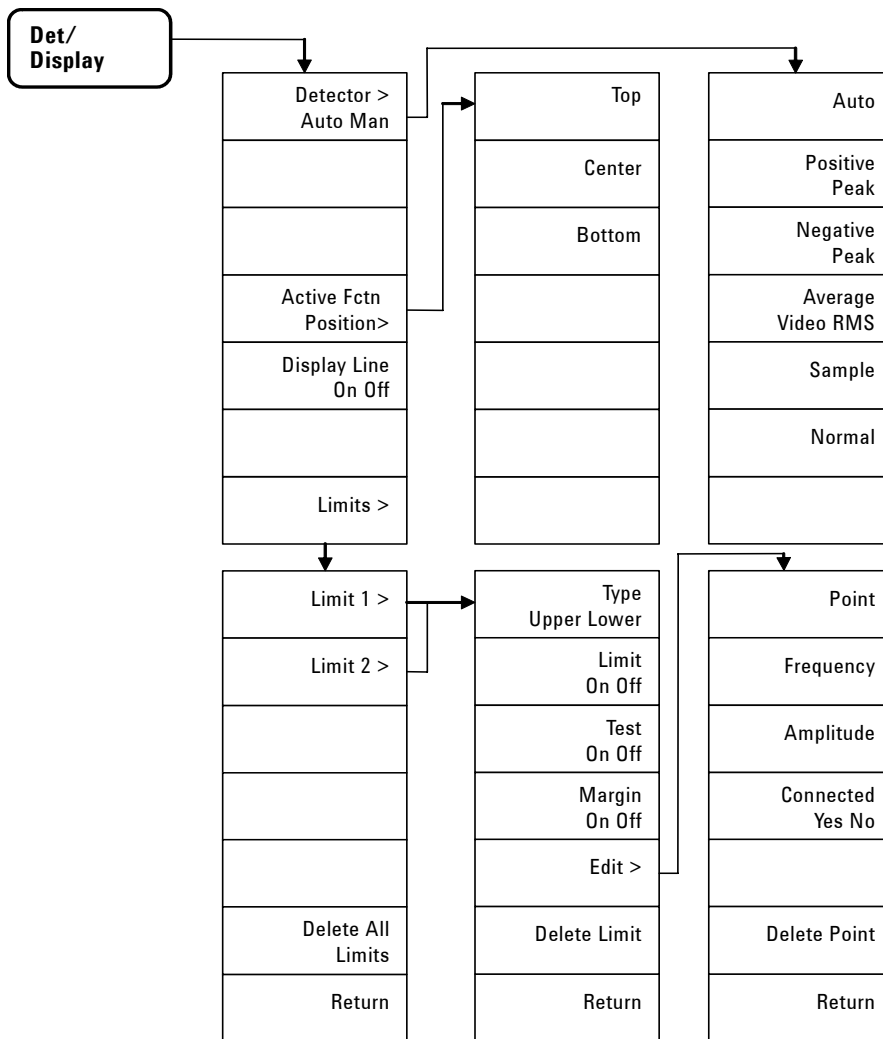 Det/
Display
Detector >
Auto Man
Active Fctn
Position>
Display Line
On Off
Limits >
Top
Center
Bottom
Auto
Positive
Peak
Negative
Peak
Average
Video RMS
Sample
Normal
Limit 1 >
Limit 2 >
Delete All
Limits
Return
Type
Upper Lower
Limit
On Off
Test
On Off
Margin
On Off
Edit >
Delete Limit
Return
Point
Frequency
Amplitude
Connected
Yes No
Delete Point
Return